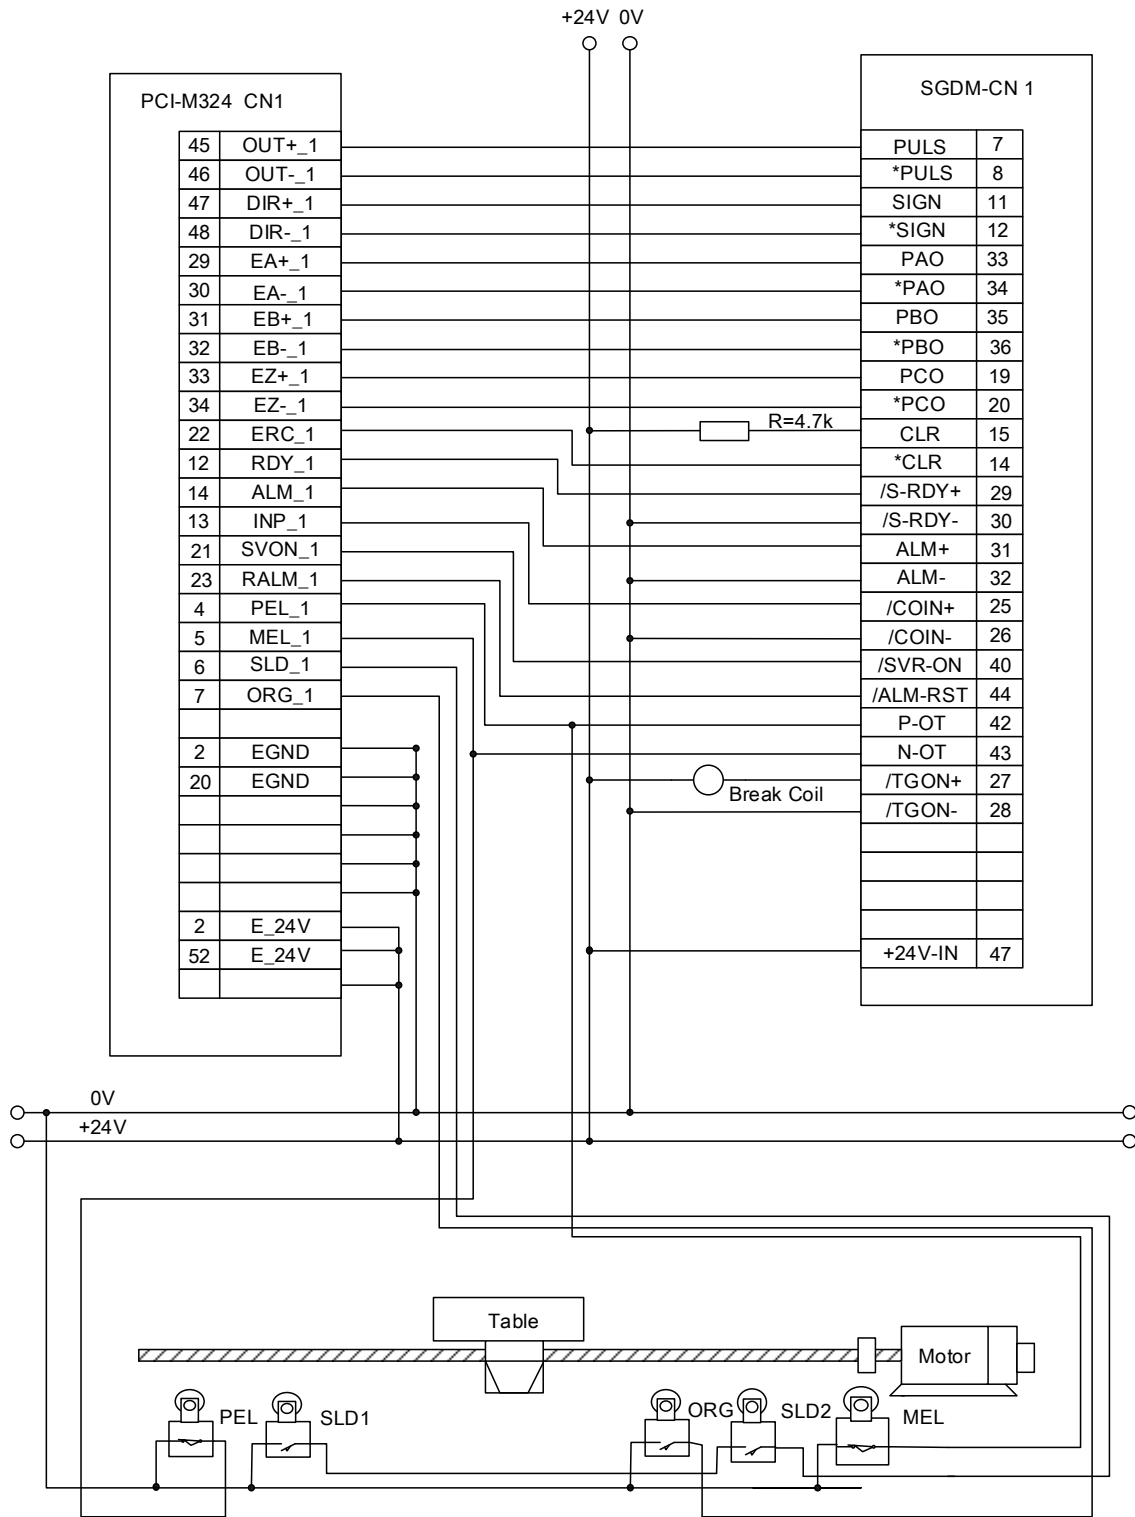 +24V 0V
PCI-M324 CN1
45 OUT+_1
46 OUT-_1
47 DIR+_1
48 DIR-_1
29 EA+_1
30 EA-_1
31 EB+_1
32 EB-_1
33 EZ+_1
34 EZ-_1
22 ERC_1
12 RDY_1
14 ALM_1
13 INP_1
21 SVON_1
23 RALM_1
4 PEL_1
5 MEL_1
6 SLD_1
7 ORG_1
2 EGND
20 EGND
2 E_24V
52 E_24V
SGDM-CN 1
PULS 7
*PULS 8
SIGN 11
*SIGN 12
PAO 33
*PAO 34
PBO 35
*PBO 36
PCO 19
*PCO 20
R=4.7k
CLR 15
*CLR 14
/S-RDY+ 29
/S-RDY- 30
ALM+ 31
ALM- 32
/COIN+ 25
/COIN- 26
/SVR-ON 40
/ALM-RST 44
P-OT 42
N-OT 43
/TGON+ 27
Break Coil
/TGON- 28
+24V-IN 47
0V
+24V
Table
Motor
PEL
SLD1
ORG
SLD2
MEL